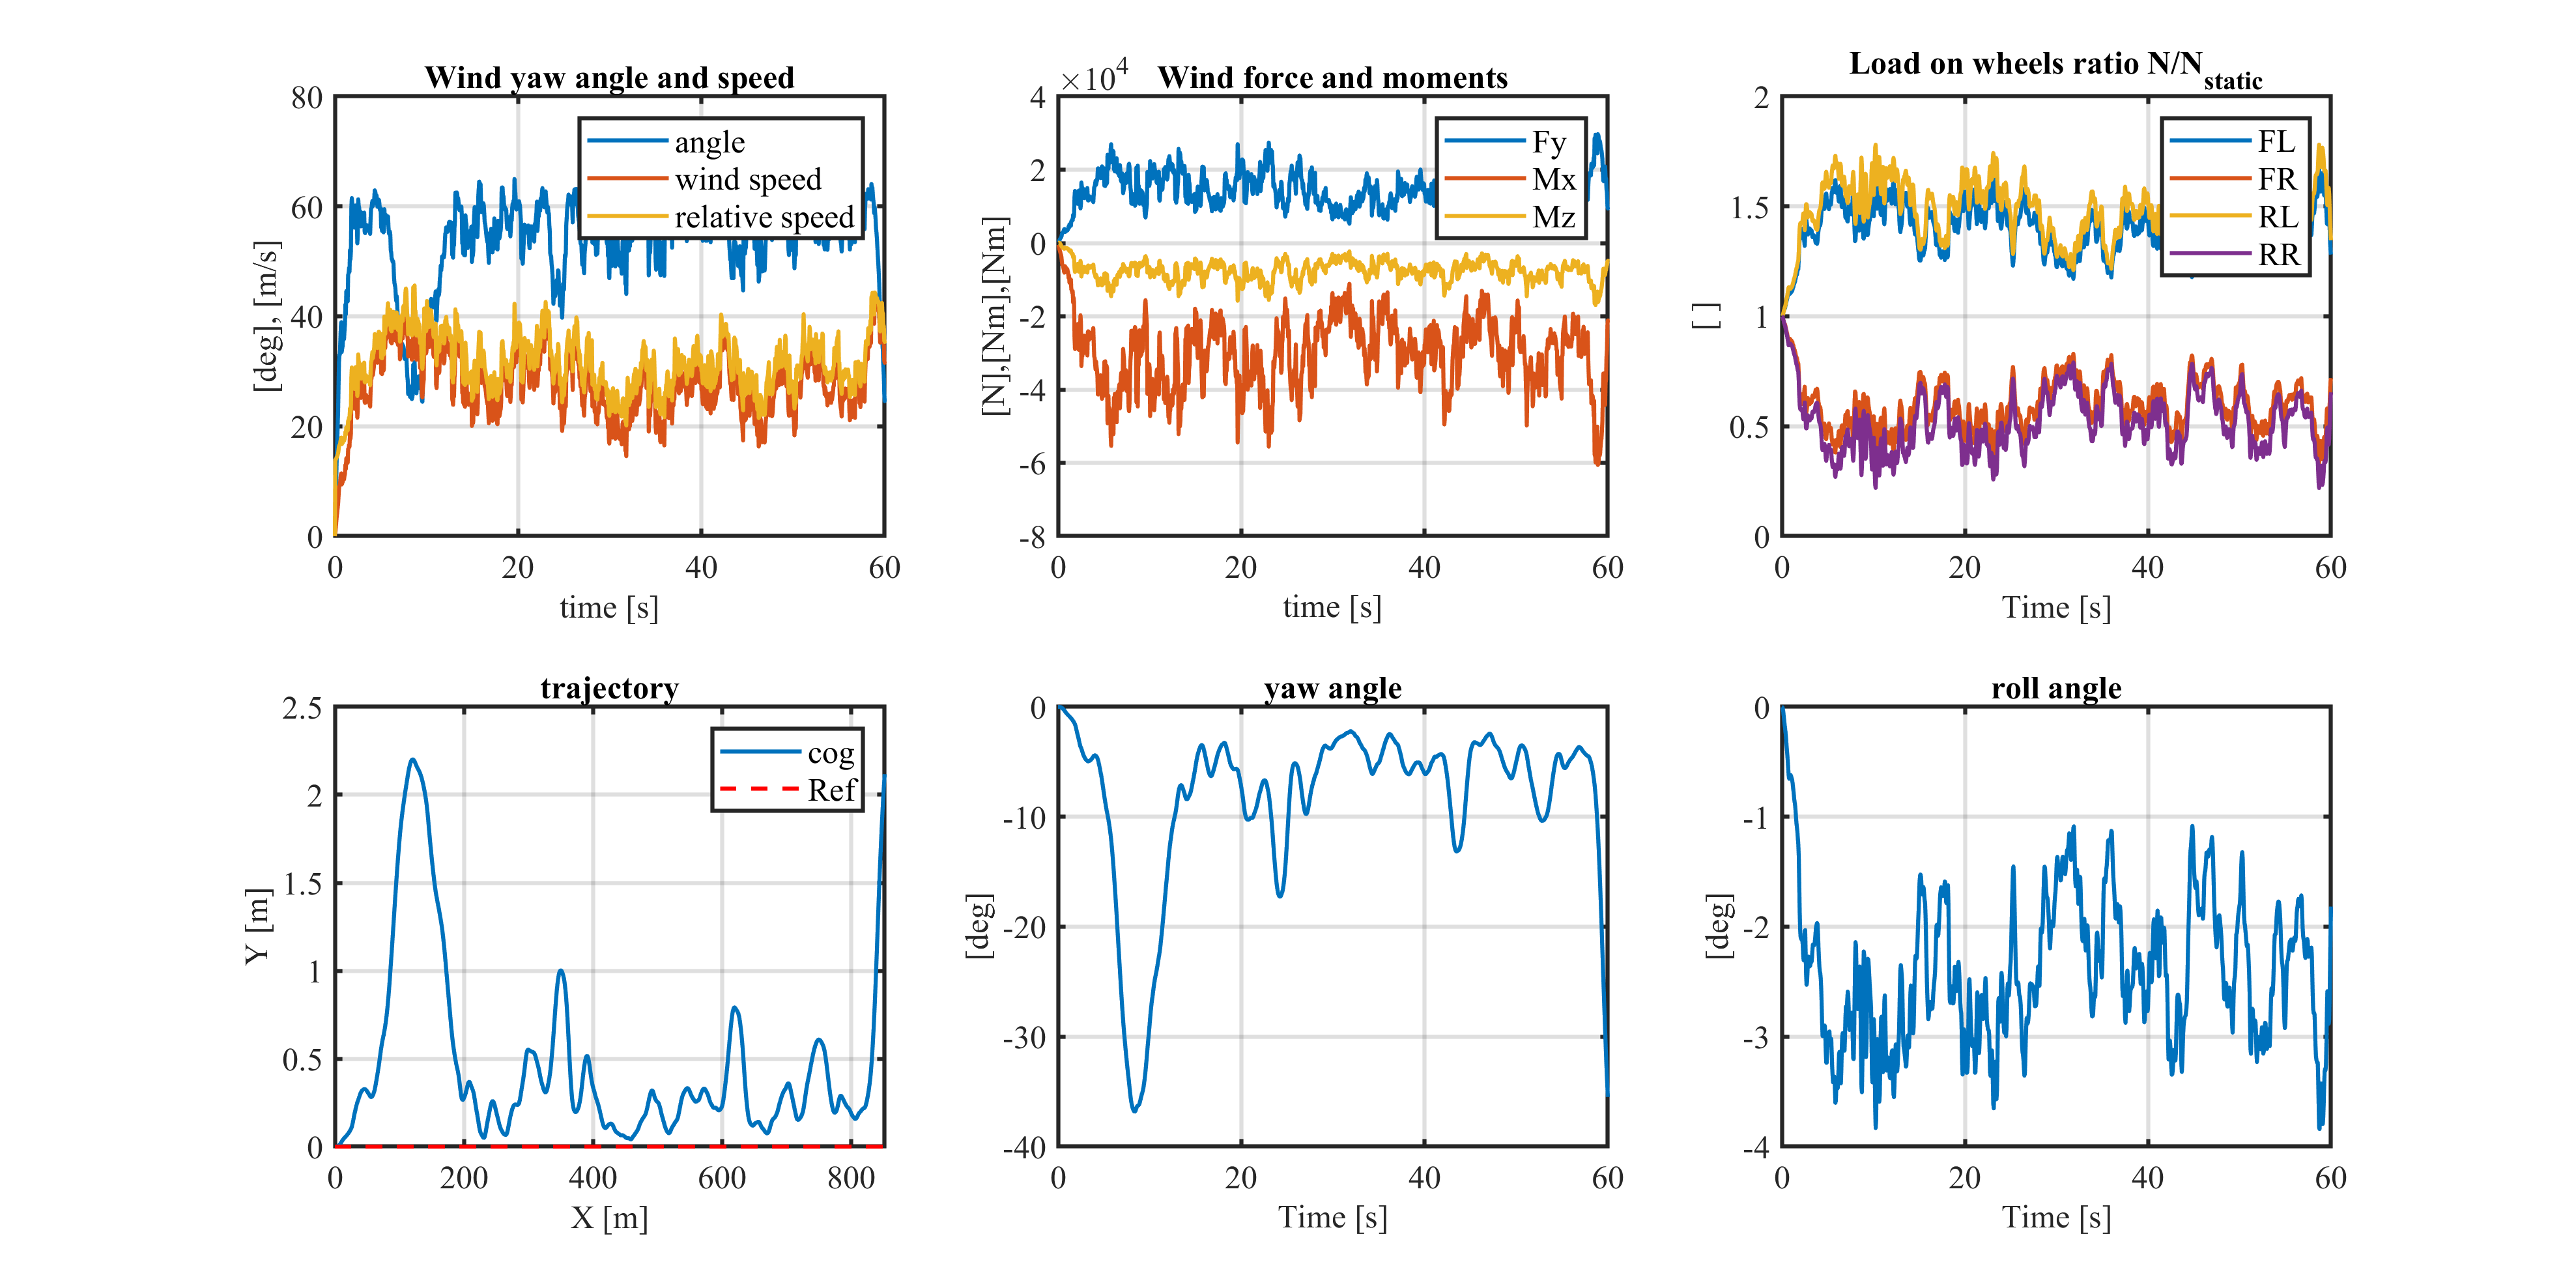 Wind yaw angle and speed
80
60
40
20
0
0 20 40 60
[deg], [m/s]
time [s]
angle
wind speed
relative speed
×10⁴ Wind force and moments
4
2
0
-2
-4
-6
-8
0 20 40 60
[N],[Nm],[Nm]
time [s]
Fy
Mx
Mz
Load on wheels ratio N/Nstatic
2
1.5
1
0.5
0
0 20 40 60
[ ]
Time [s]
FL
FR
RL
RR
trajectory
2.5
2
1.5
1
0.5
0
0 200 400 600 800
Y [m]
X [m]
cog
Ref
yaw angle
0
-10
-20
-30
-40
0 20 40 60
[deg]
Time [s]
roll angle
0
-1
-2
-3
-4
0 20 40 60
[deg]
Time [s]